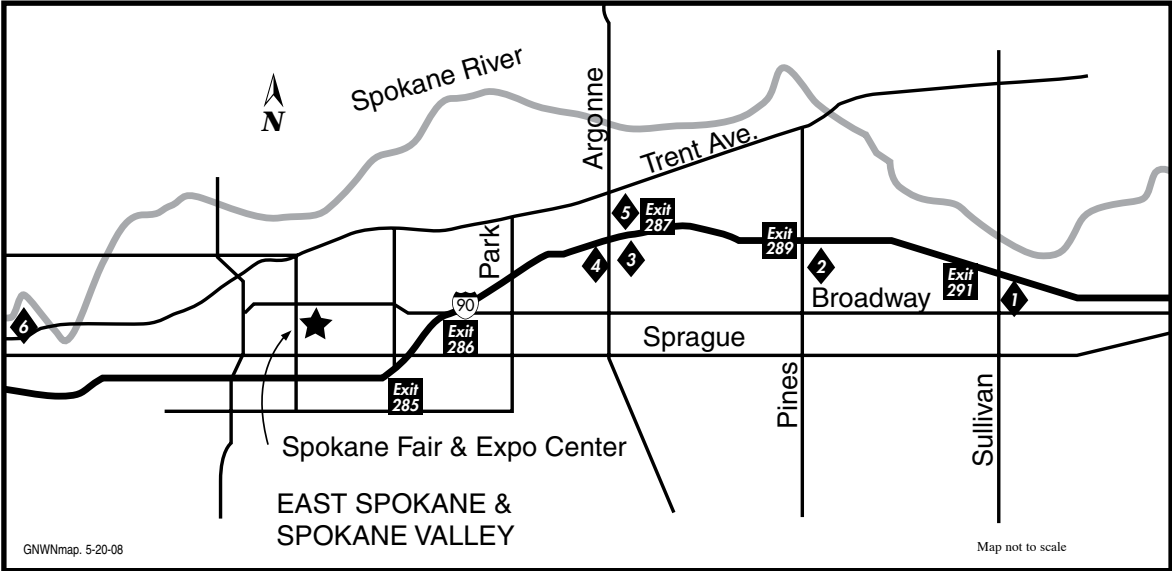 Spokane River
N
Argonne
Trent Ave.
5
Exit
287
Park
4
3
Exit
289
2
Exit
291
1
Broadway
90
6
Exit
286
Sprague
Exit
285
Pines
Sullivan
Spokane Fair & Expo Center
EAST SPOKANE &
SPOKANE VALLEY
GNWNmap. 5-20-08
Map not to scale